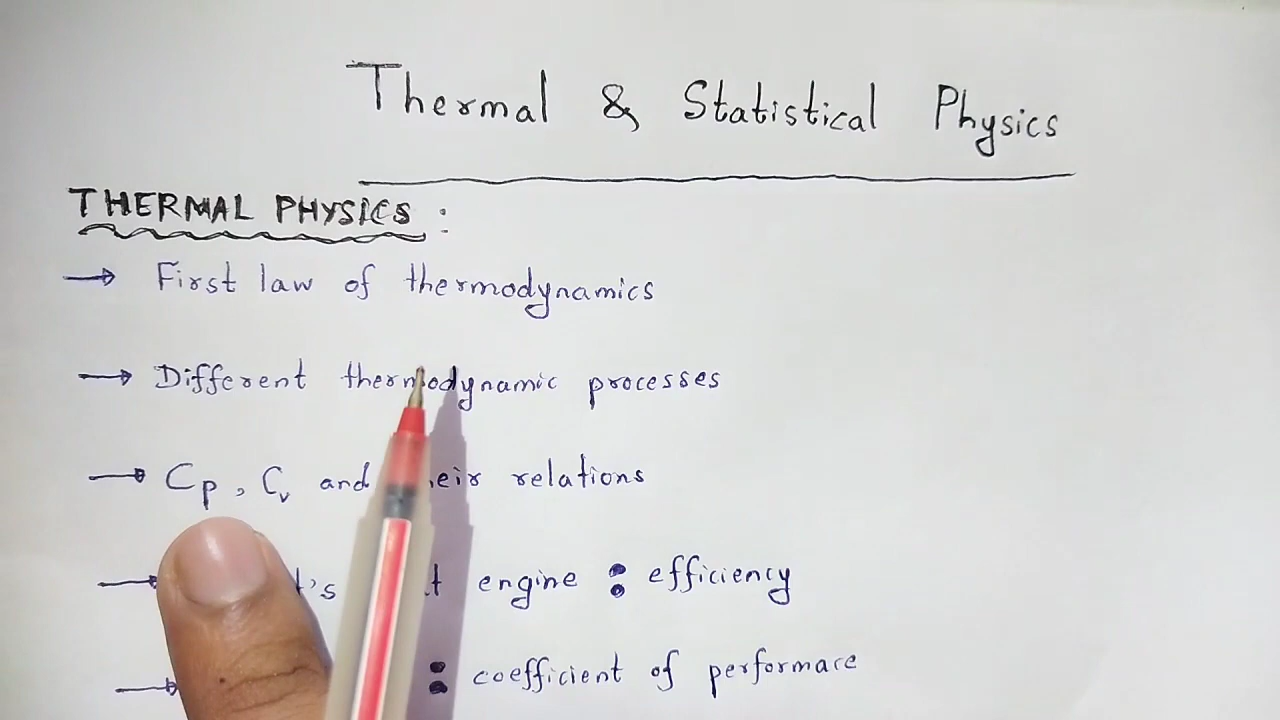 Thermal & Statistical Physics
THERMAL PHYSICS :
→ First law of thermodynamics
→ Different thermodynamic processes
→ Cp, Cv and their relations
→ engine : efficiency
→ : coefficient of performace